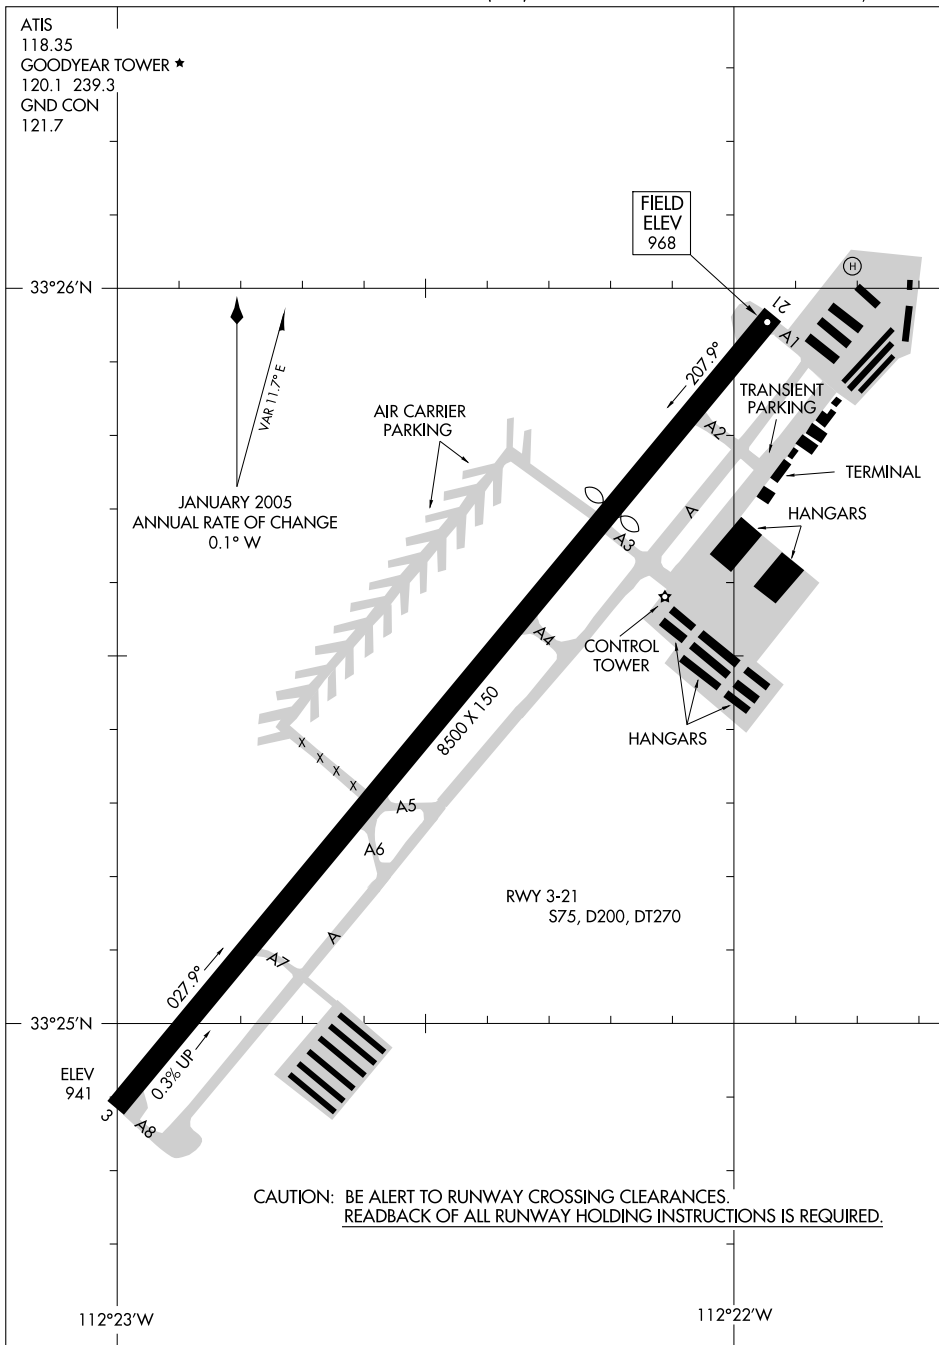 ATIS
118.35
GOODYEAR TOWER ★
120.1 239.3
GND CON
121.7
FIELD
ELEV
968
33°26'N
H
21
A1
VAR 11.7° E
207.9°
TRANSIENT
PARKING
AIR CARRIER
PARKING
A2
TERMINAL
JANUARY 2005
ANNUAL RATE OF CHANGE
0.1° W
A
HANGARS
A3
A4
CONTROL
TOWER
8500 X 150
HANGARS
X
X
X
X
A5
A6
RWY 3-21
S75, D200, DT270
A
A7
027.9°
33°25'N
0.3% UP
ELEV
941
3
A8
CAUTION: BE ALERT TO RUNWAY CROSSING CLEARANCES.
READBACK OF ALL RUNWAY HOLDING INSTRUCTIONS IS REQUIRED.
112°23'W
112°22'W